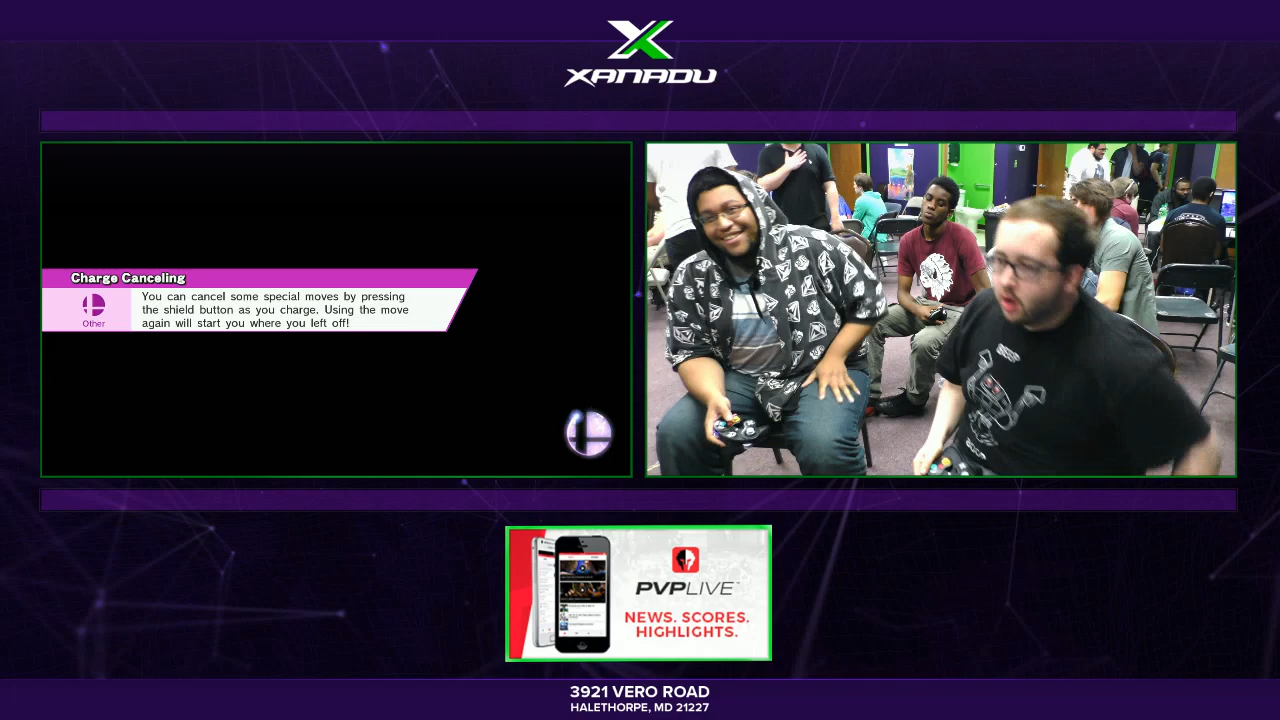 XANADU
Charge Canceling
You can cancel some special moves by pressing
the shield button as you charge. Using the move
again will start you where you left off!
Other
PVPLIVE
NEWS. SCORES.
HIGHLIGHTS.
3921 VERO ROAD
HALETHORPE, MD 21227